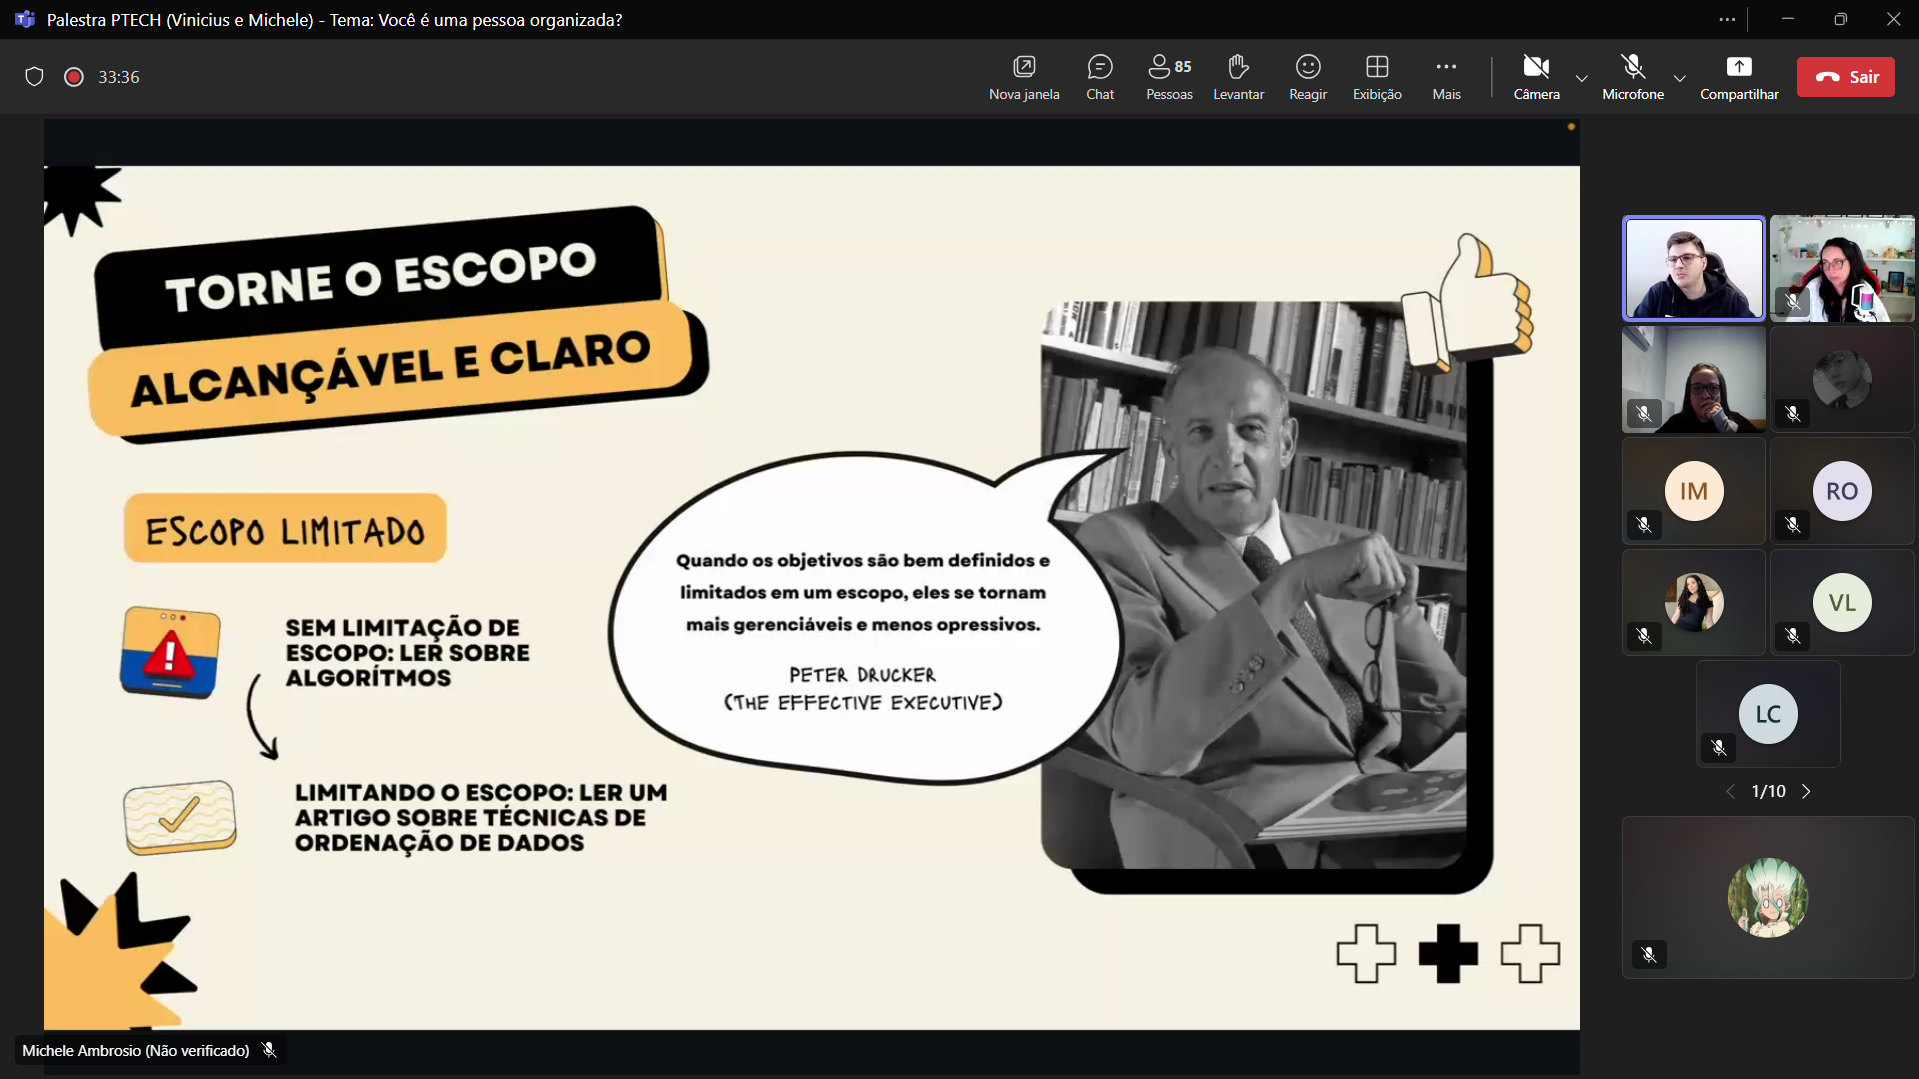 Palestra PTECH (Vinicius e Michele) - Tema: Você é uma pessoa organizada?
33:36
Nova janela
Chat
85
Pessoas
Levantar
Reagir
Exibição
Mais
Câmera
Microfone
Compartilhar
Sair
TORNE O ESCOPO
ALCANÇÁVEL E CLARO
ESCOPO LIMITADO
SEM LIMITAÇÃO DE
ESCOPO: LER SOBRE
ALGORÍTMOS
LIMITANDO O ESCOPO: LER UM
ARTIGO SOBRE TÉCNICAS DE
ORDENAÇÃO DE DADOS
Quando os objetivos são bem definidos e
limitados em um escopo, eles se tornam
mais gerenciáveis e menos opressivos.
PETER DRUCKER
(THE EFFECTIVE EXECUTIVE)
IM
RO
VL
LC
1/10
Michele Ambrosio (Não verificado)